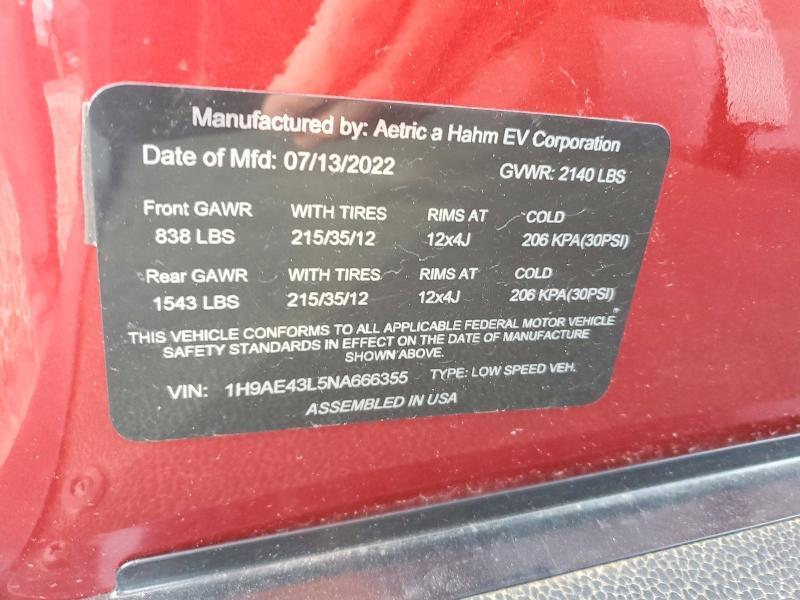 Manufactured by: Aetric a Hahm EV Corporation
Date of Mfd: 07/13/2022 GVWR: 2140 LBS
Front GAWR WITH TIRES RIMS AT COLD
838 LBS 215/35/12 12x4J 206 KPA(30PSI)
Rear GAWR WITH TIRES RIMS AT COLD
1543 LBS 215/35/12 12x4J 206 KPA(30PSI)
THIS VEHICLE CONFORMS TO ALL APPLICABLE FEDERAL MOTOR VEHICLE
SAFETY STANDARDS IN EFFECT ON THE DATE OF MANUFACTURE
SHOWN ABOVE.
VIN: 1H9AE43L5NA666355 TYPE: LOW SPEED VEH.
ASSEMBLED IN USA